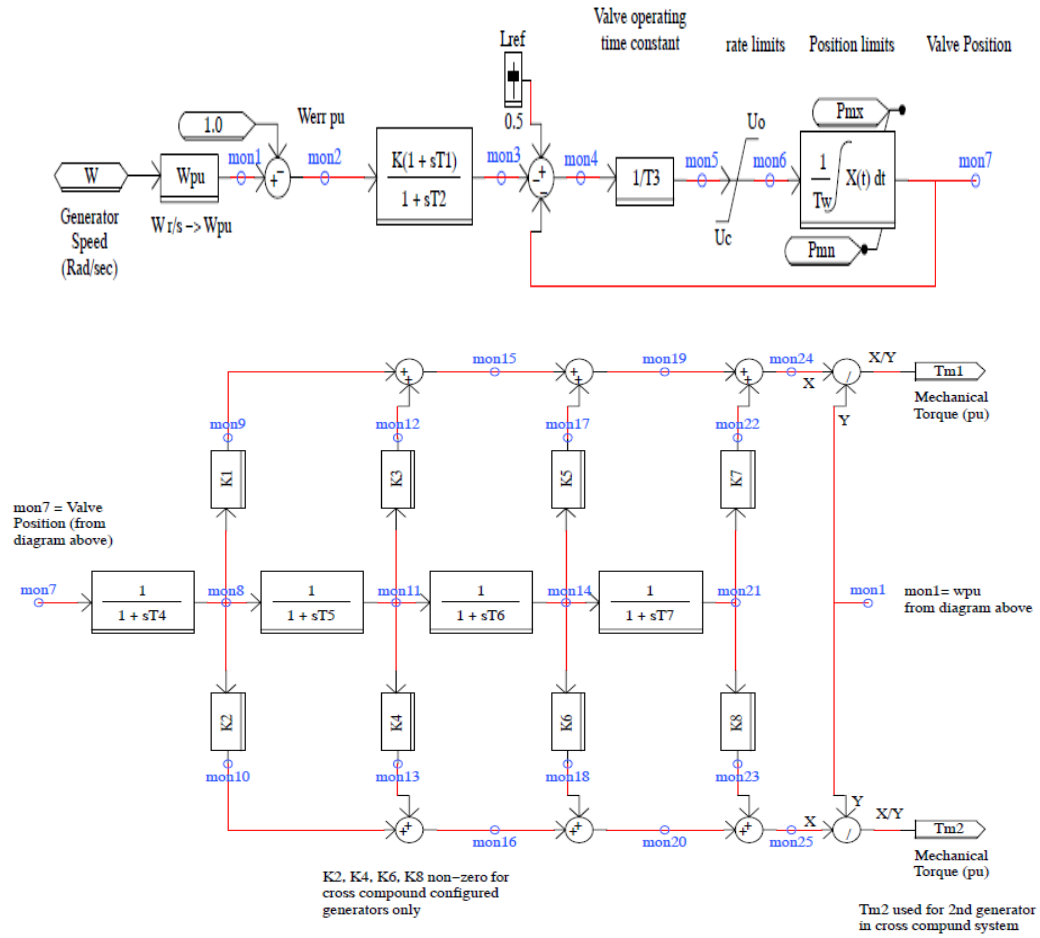 Valve operating
time constant
rate limits
Position limits
Valve Position
Lref
0.5
1.0
Werr pu
Uo
Pmx
W
Wpu
mon1
mon2
K(1 + sT1)
1 + sT2
mon3
mon4
1/T3
mon5
mon6
1
Tw
X(t) dt
mon7
+
-
-
+
-
Generator
Speed
(Rad/sec)
W r/s -> Wpu
Uc
Pmn
mon15
mon19
mon24
X/Y
+
+
+
+
+
+
X
/
Tm1
Mechanical
Torque (pu)
Y
mon9
mon12
mon17
mon22
K1
K3
K5
K7
mon7 = Valve
Position (from
diagram above)
mon7
1
1 + sT4
mon8
1
1 + sT5
mon11
1
1 + sT6
mon14
1
1 + sT7
mon21
mon1
mon1= wpu
from diagram above
K2
K4
K6
K8
mon10
mon13
mon18
mon23
Y
X/Y
+
+
+
+
+
+
X
/
Tm2
mon16
mon20
mon25
Mechanical
Torque (pu)
K2, K4, K6, K8 non-zero for
cross compound configured
generators only
Tm2 used for 2nd generator
in cross compund system